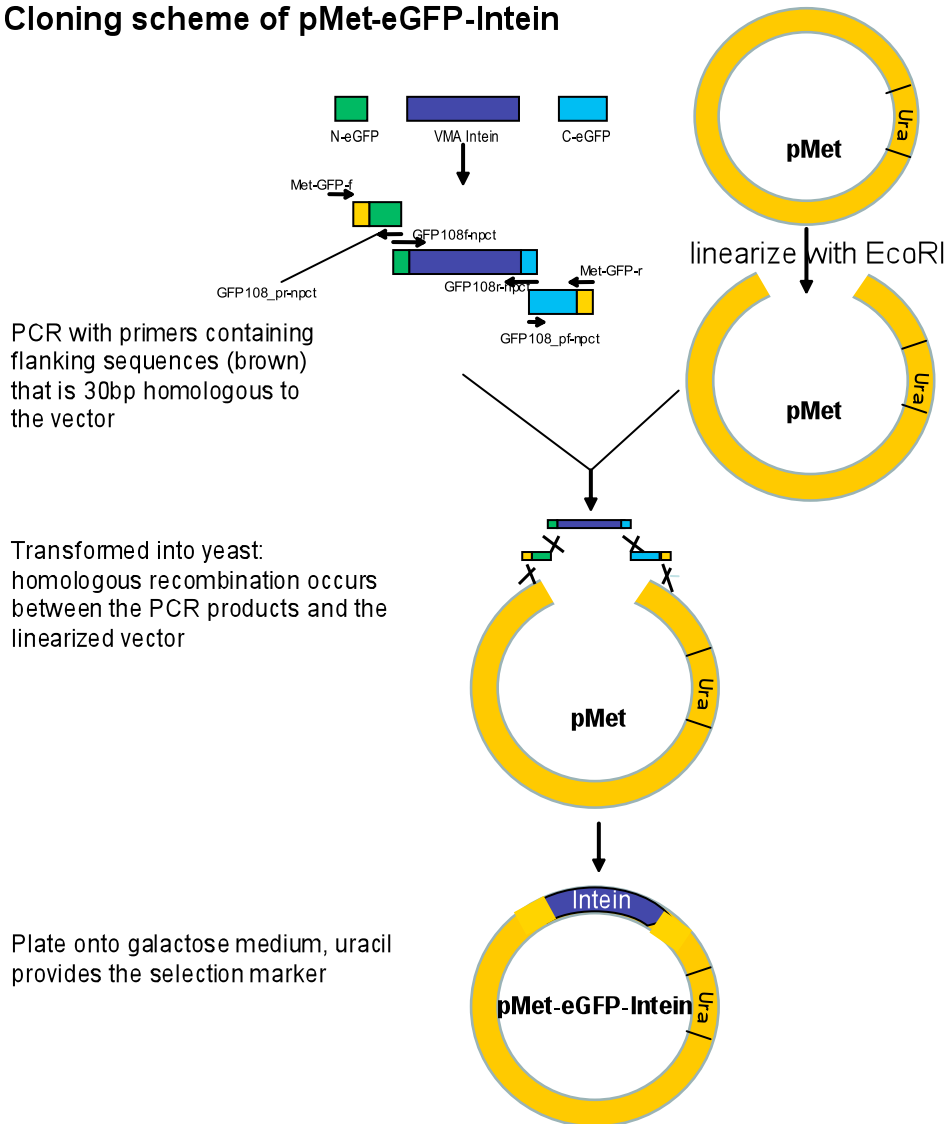 Cloning scheme of pMet-eGFP-Intein
N-eGFP
VMA Intein
C-eGFP
Ura
pMet
Met-GFP-f
GFP108f-npct
linearize with EcoRI
GFP108_pr-npct
GFP108r-npct
Met-GFP-r
GFP108_pf-npct
PCR with primers containing
flanking sequences (brown)
that is 30bp homologous to
the vector
Ura
pMet
Transformed into yeast:
homologous recombination occurs
between the PCR products and the
linearized vector
Ura
pMet
Intein
Plate onto galactose medium, uracil
provides the selection marker
pMet-eGFP-Intein
Ura